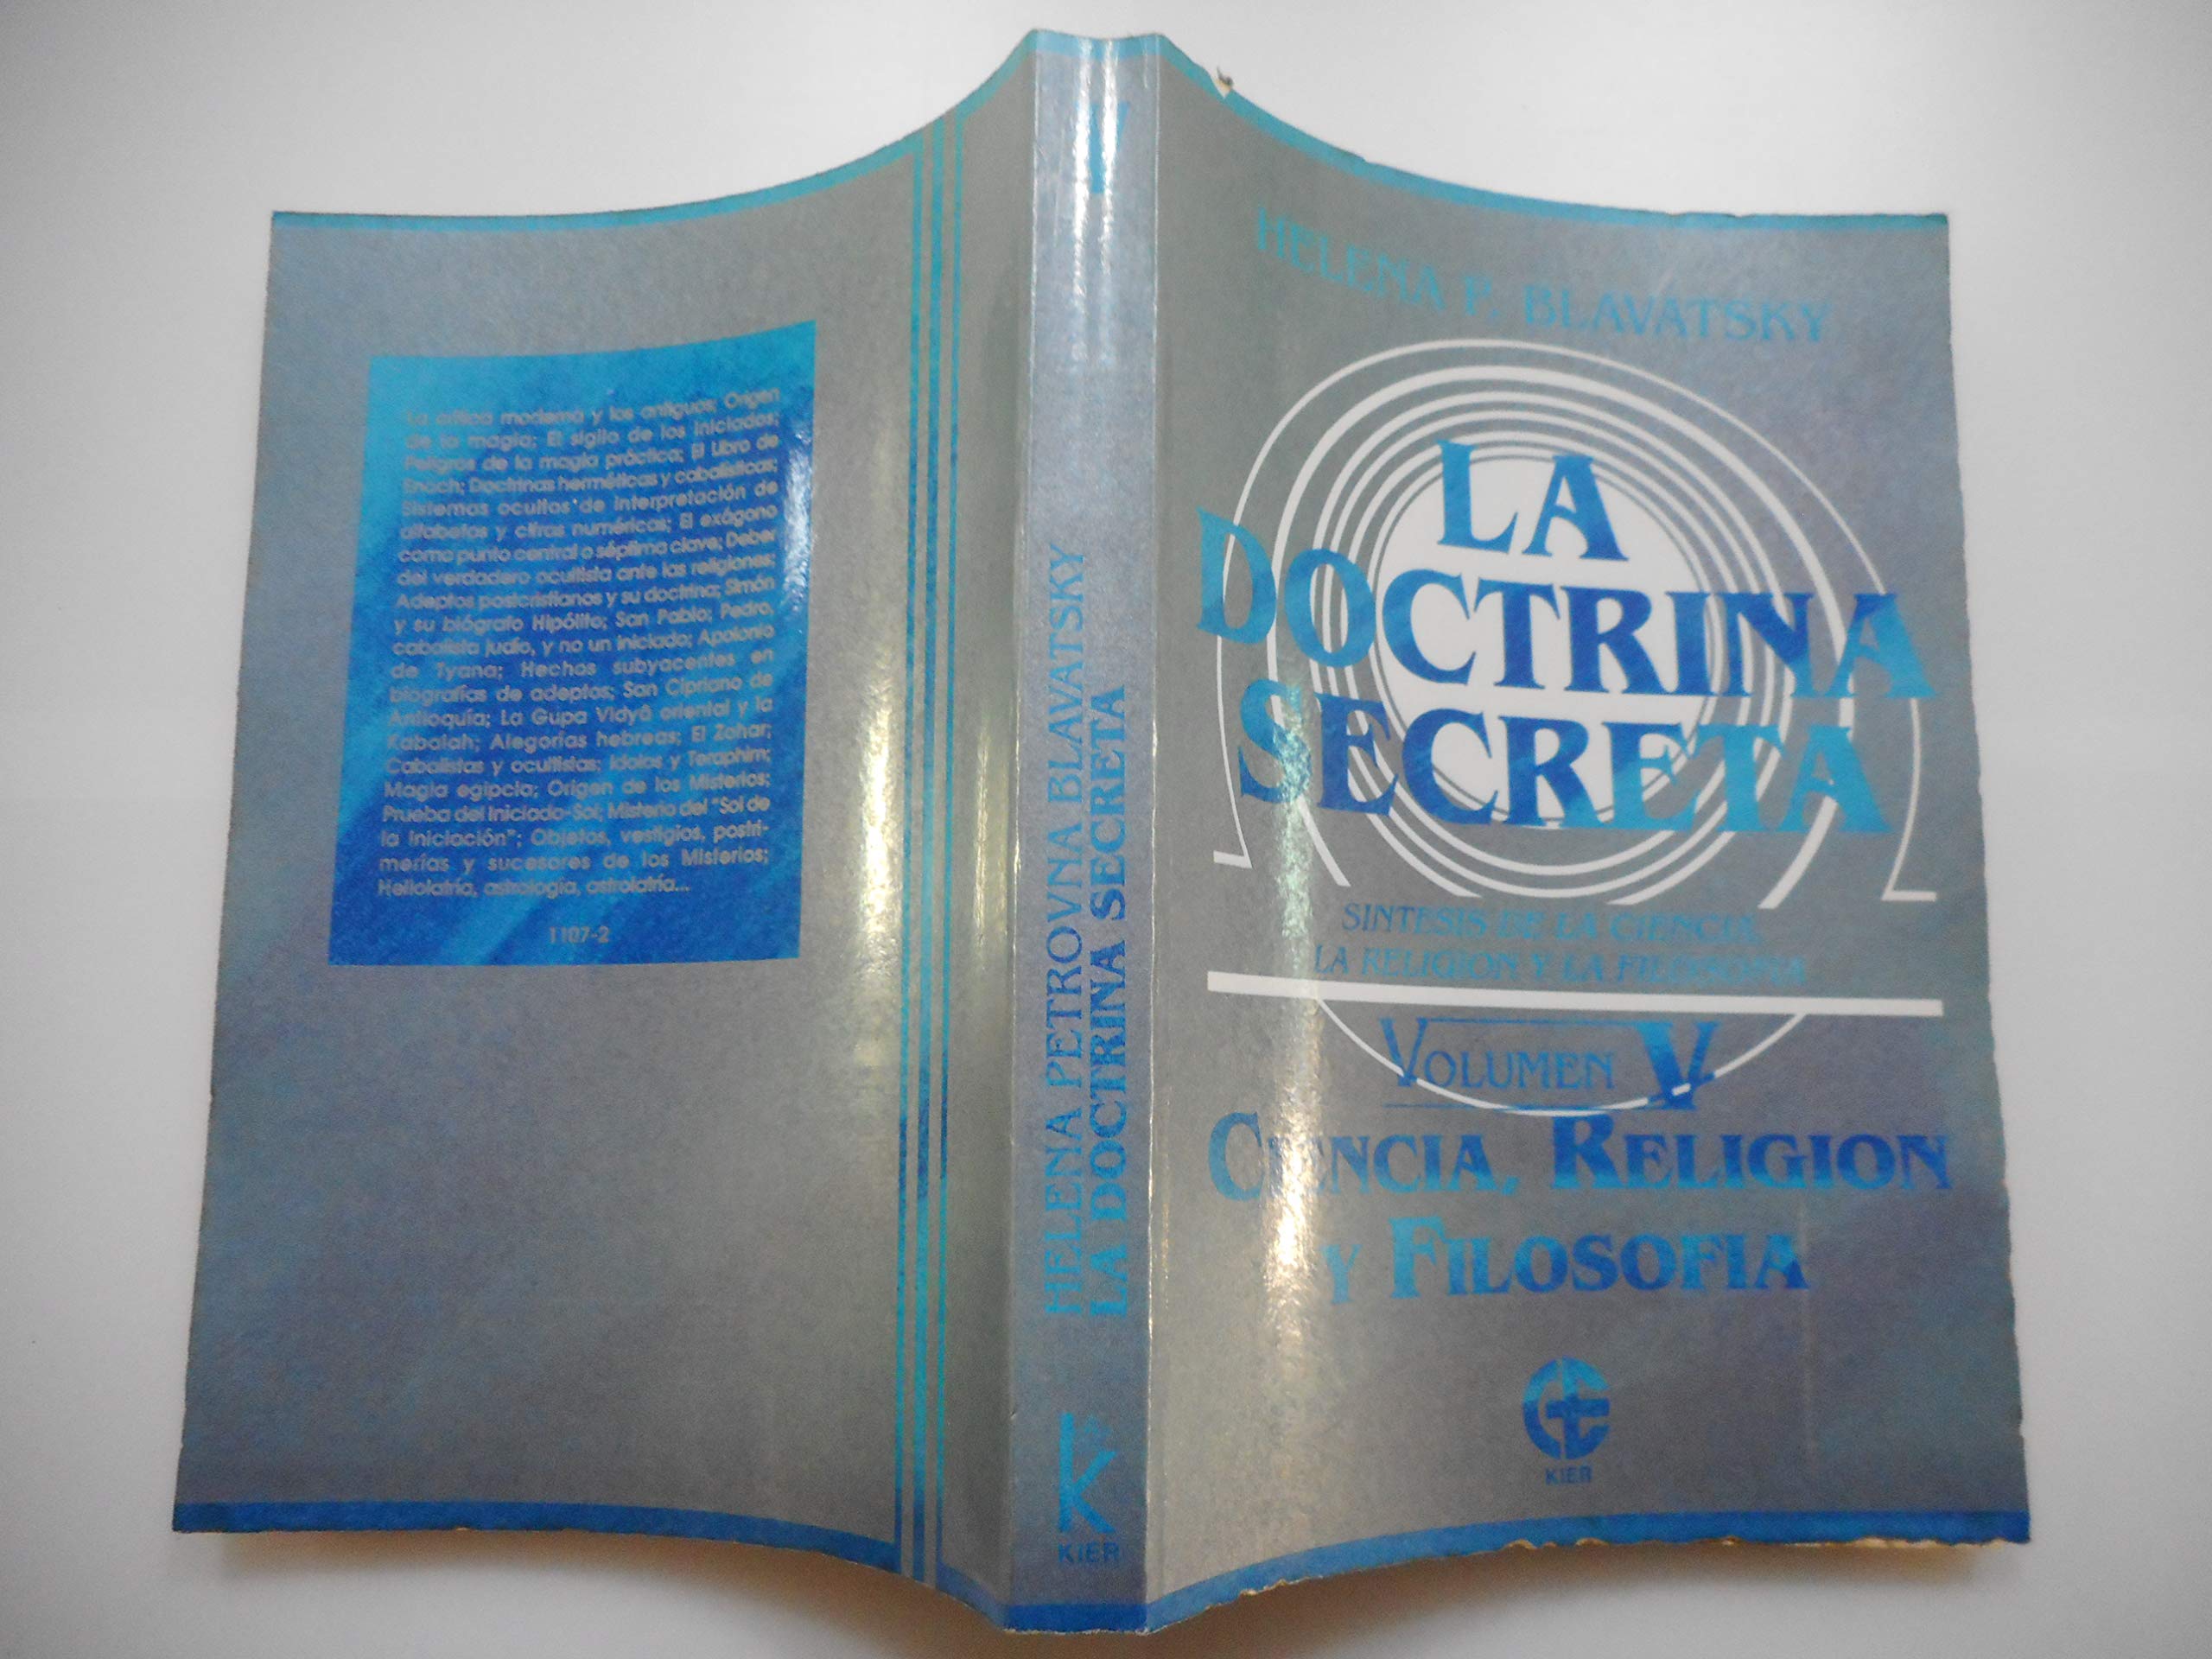 La crítica moderna y los antiguos; Origen
de la magia; El sigilo de los Iniciados;
Peligros de la magia práctica; El Libro de
Enoch; Doctrinas herméticas y cabalísticas;
Sistemas ocultos de interpretación de
alfabetos y cifras numéricas; El exágono
como punto central o séptima clave; Deber
del verdadero ocultista ante las religiones;
Adeptos postcristianos y su doctrina; Simón
y su biógrafo Hipólito; San Pablo; Pedro,
cabalista judío, y no un iniciado; Apolonio
de Tyana; Hechos subyacentes en
biografías de adeptos; San Cipriano de
Antioquía; La Gupa Vidyâ oriental y la
Kabalah; Alegorías hebreas; El Zohar;
Cabalistas y ocultistas; Idolos y Teraphim;
Magia egipcia; Origen de los Misterios;
Prueba del Iniciado-Sol; Misterio del "Sol de
la Iniciación"; Objetos, vestigios, postri-
merías y sucesores de los Misterios;
Heliolatría, astrología, astrolatría...
1107-2
V
HELENA PETROVNA BLAVATSKY
LA DOCTRINA SECRETA
K
KIER
HELENA P. BLAVATSKY
LA
DOCTRINA
SECRETA
SINTESIS DE LA CIENCIA,
LA RELIGION Y LA FILOSOFIA
VOLUMEN V
CIENCIA, RELIGION
Y FILOSOFIA
KIER